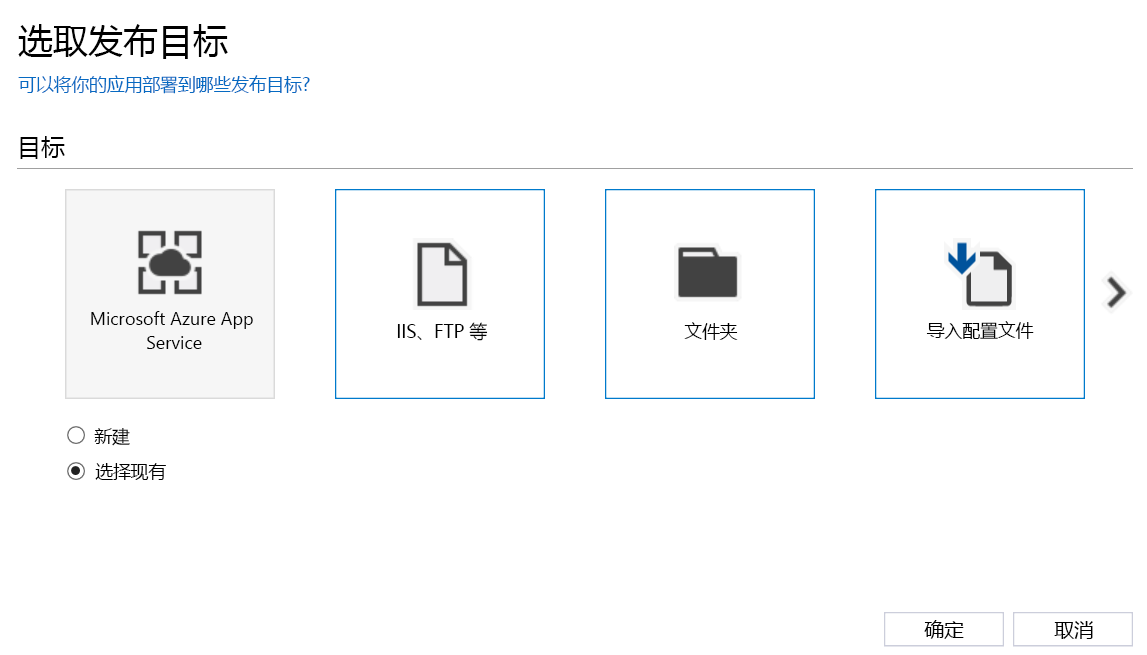 选取发布目标
可以将你的应用部署到哪些发布目标?
目标
Microsoft Azure App
Service
IIS、FTP 等
文件夹
导入配置文件
新建
选择现有
确定
取消